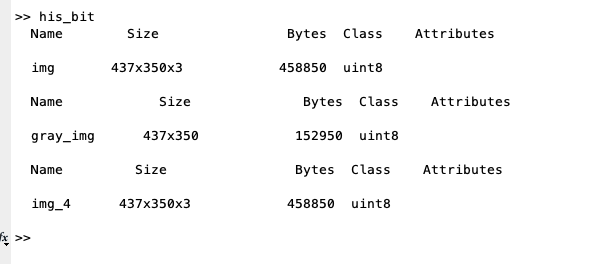 >> his_bit
Name Size Bytes Class Attributes
img 437x350x3 458850 uint8
Name Size Bytes Class Attributes
gray_img 437x350 152950 uint8
Name Size Bytes Class Attributes
img_4 437x350x3 458850 uint8
fx >>